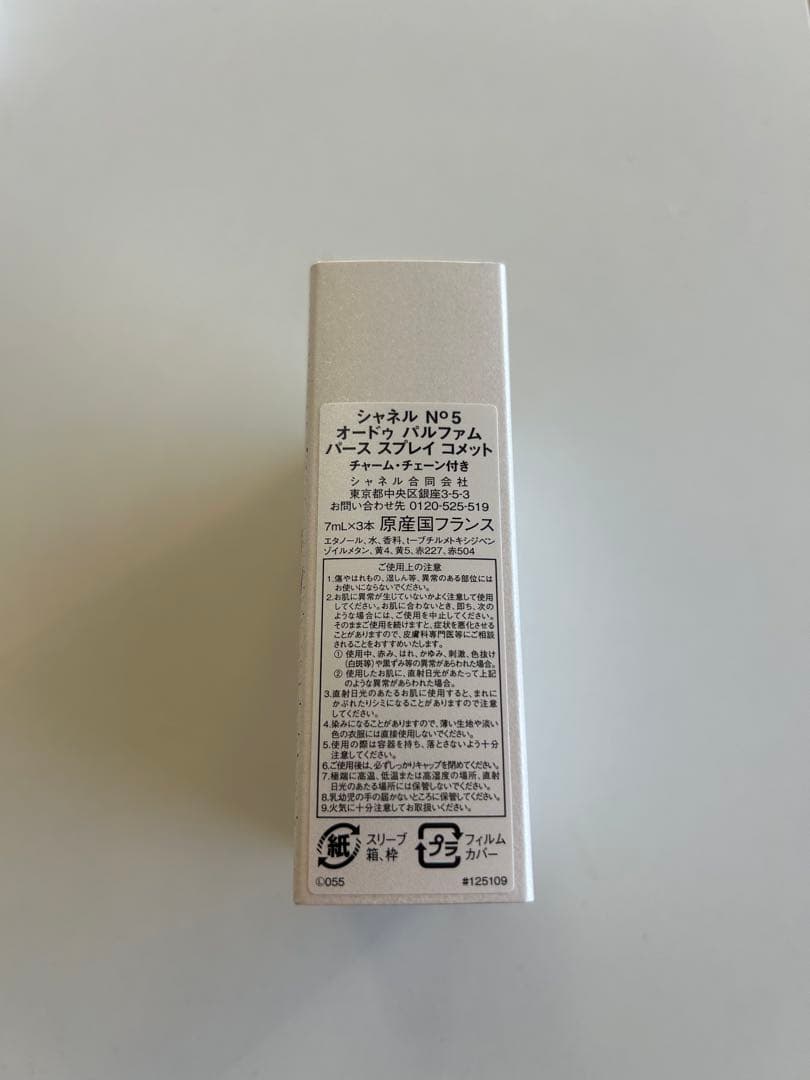 シャネル Nº5
オードゥ パルファム
パース スプレイ コメット
チャーム・チェーン付き
シャネル合同会社
東京都中央区銀座3-5-3
お問い合わせ先 0120-525-519
7mL×3本 原産国フランス
エタノール、水、香料、t-ブチルメトキシジベン
ゾイルメタン、黄4、黄5、赤227、赤504
ご使用上の注意
1.傷やはれもの、湿しん等、異常のある部位には
お使いにならないでください。
2.お肌に異常が生じていないかよく注意して使用
してください。お肌に合わないとき、即ち、次の
ような場合には、ご使用を中止してください。
そのままご使用を続けますと、症状を悪化させる
ことがありますので、皮膚科専門医等にご相談
されることをおすすめいたします。
① 使用中、赤み、はれ、かゆみ、刺激、色抜け
(白斑等)や黒ずみ等の異常があらわれた場合。
② 使用したお肌に、直射日光があたって上記
のような異常があらわれた場合。
3.直射日光のあたるお肌に使用すると、まれに
かぶれたりシミになることがありますので注意
してください。
4.染みになることがありますので、薄い生地や淡い
色の衣服には直接使用しないでください。
5.使用の際は容器を持ち、落とさないよう十分
注意してください。
6.ご使用後は、必ずしっかりキャップを閉めてください。
7.極端に高温、低温または高湿度の場所、直射
日光のあたる場所には保管しないでください。
8.乳幼児の手の届かないところに保管してください。
9.火気に十分注意してお取扱いください。
紙 スリーブ
箱、枠
プラ フィルム
カバー
Ⓛ055 #125109